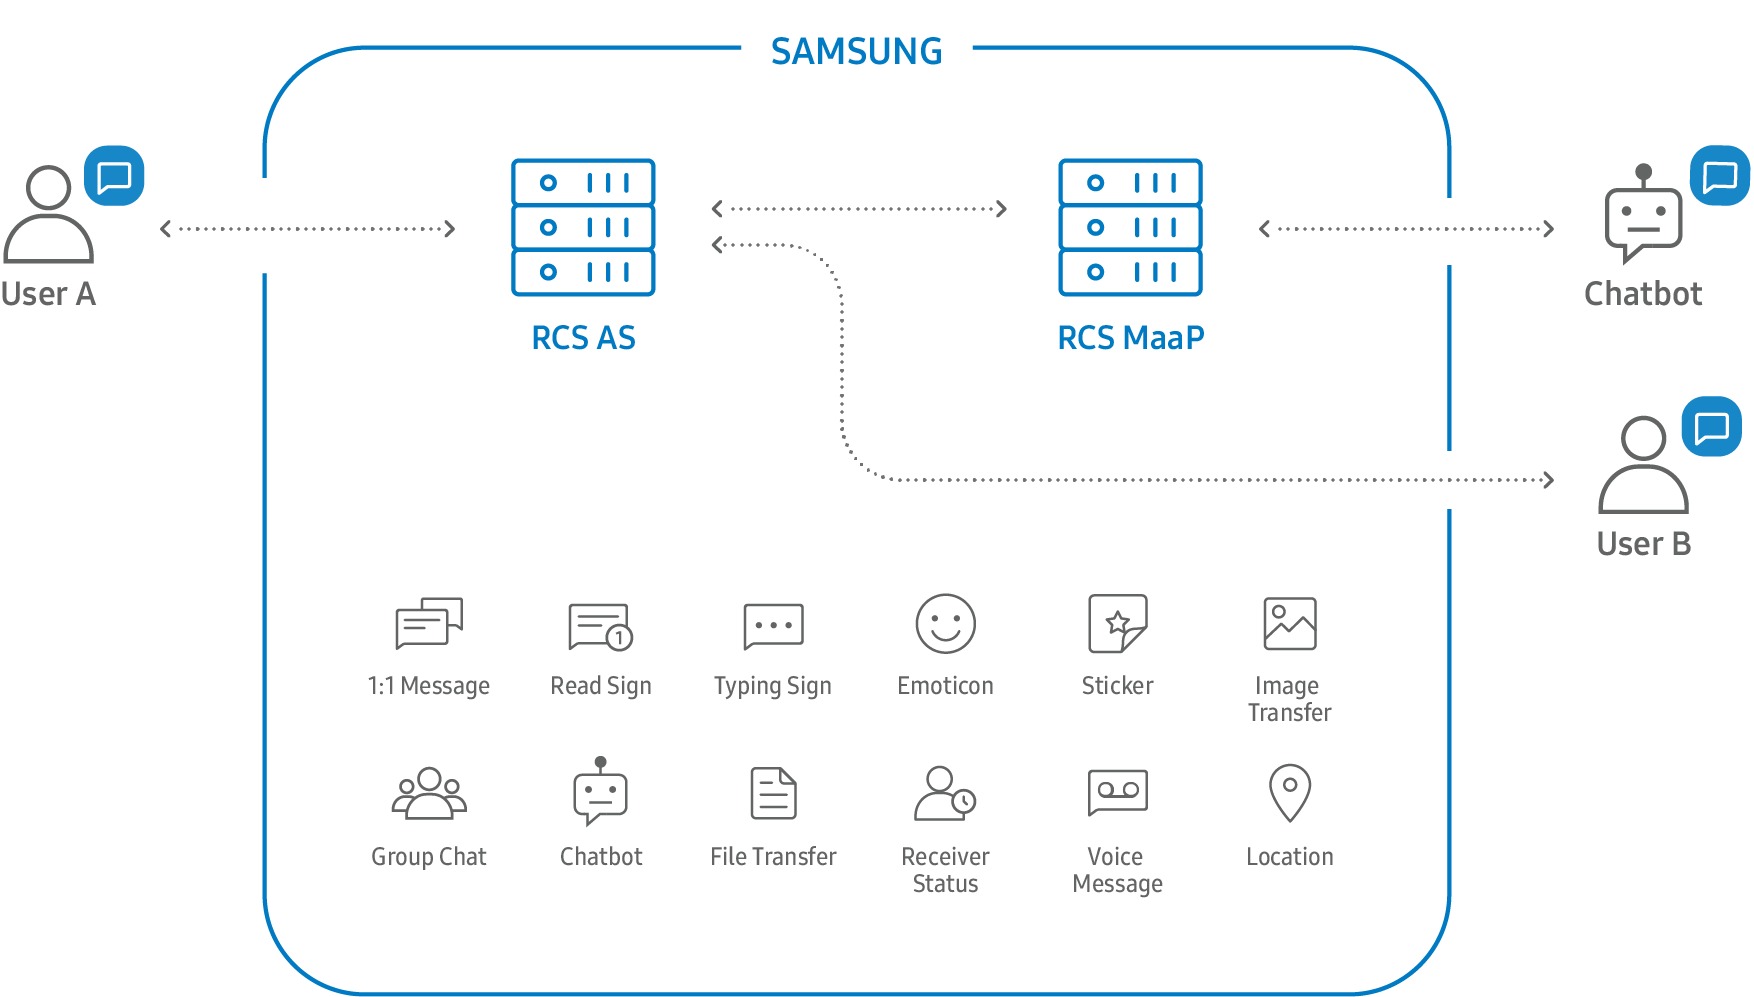 SAMSUNG
User A
RCS AS
RCS MaaP
Chatbot
User B
1:1 Message
Read Sign
1
Typing Sign
Emoticon
Sticker
Image
Transfer
Group Chat
Chatbot
File Transfer
Receiver
Status
Voice
Message
Location